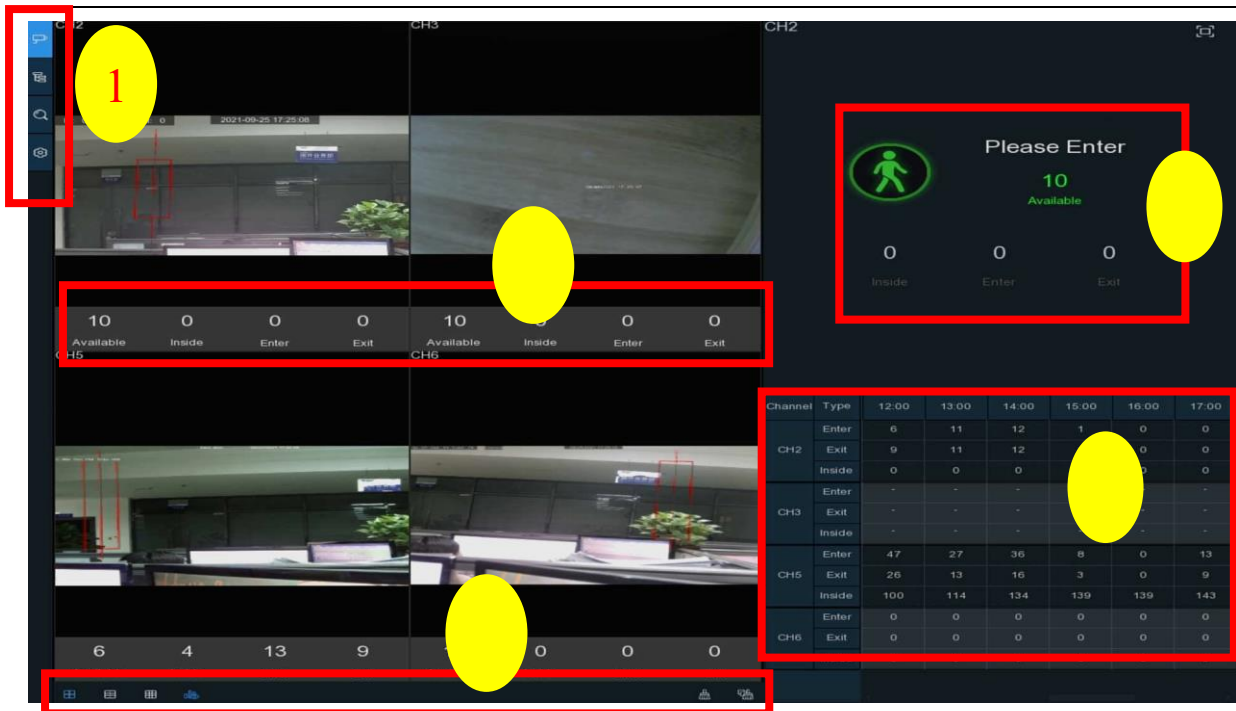 CH3
CH2
1
2021-09-25 17:25:08
Please Enter
10
Available
0 0 0
Inside Enter Exit
10 0 0 0 10 0 0
Available Inside Enter Exit Available Inside Enter Exit
CH5 CH6
Channel Type 12:00 13:00 14:00 15:00 16:00 17:00
Enter 6 11 12 1 0 0
CH2 Exit 9 11 12 0 0
Inside 0 0 0 0
Enter - - - -
CH3 Exit - - - - -
Inside - - - - -
Enter 47 27 36 8 0 13
CH5 Exit 26 13 16 3 0 9
Inside 100 114 134 139 139 143
Enter 0 0 0 0 0 0
CH6 Exit 0 0 0 0 0 0
6 4 13 9 0 0 0